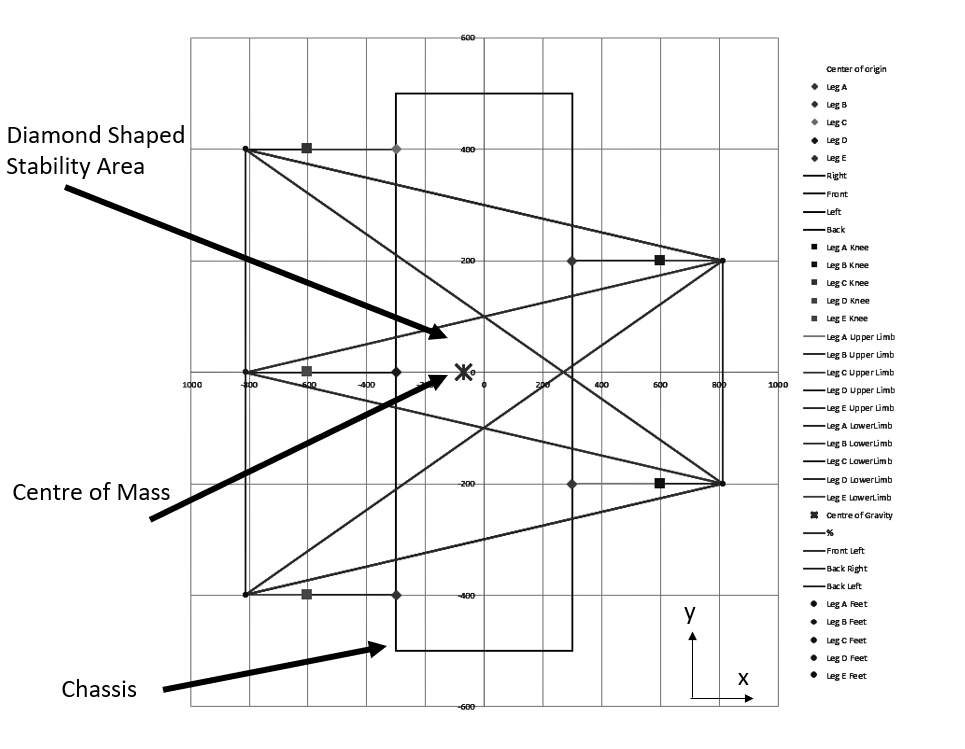 600
Center of origin
Leg A
Leg B
Leg C
Leg D
Leg E
Right
Front
Left
Back
Leg A Knee
Leg B Knee
Leg C Knee
Leg D Knee
Leg E Knee
Leg A Upper Limb
Leg B Upper Limb
Leg C Upper Limb
Leg D Upper Limb
Leg E Upper Limb
Leg A LowerLimb
Leg B LowerLimb
Leg C LowerLimb
Leg D LowerLimb
Leg E LowerLimb
Centre of Gravity
%
Front Left
Back Right
Back Left
Leg A Feet
Leg B Feet
Leg C Feet
Leg D Feet
Leg E Feet
Diamond Shaped
Stability Area
400
200
0
1000 -800 -600 -400 0 200 400 600 800 1000
Centre of Mass
-200
-400
Chassis
y
x
-600